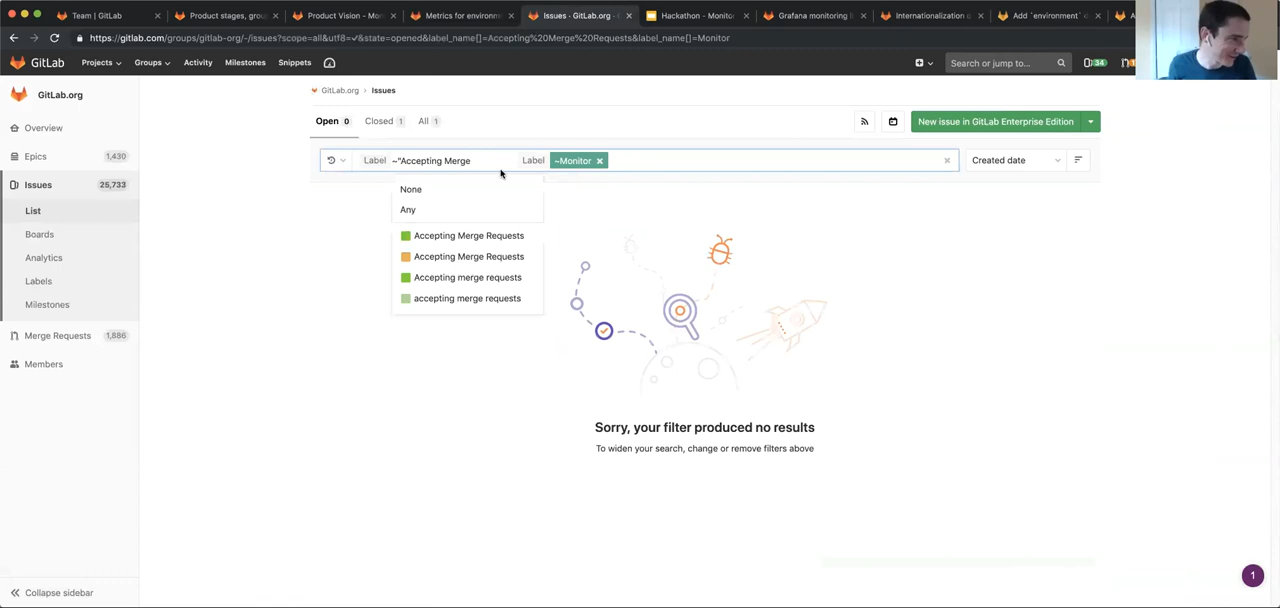 Team | GitLab
Product stages, grou
Product Vision - Mon
Metrics for environm
Issues · GitLab.org · E
Hackathon - Monitor
Grafana monitoring i
Internationalization o
Add `environment` d
https://gitlab.com/groups/gitlab-org/-/issues?scope=all&utf8=✓&state=opened&label_name[]=Accepting%20Merge%20Requests&label_name[]=Monitor
GitLab
Projects
Groups
Activity
Milestones
Snippets
Search or jump to...
34
GitLab.org
Overview
Epics 1,430
Issues 25,733
List
Boards
Analytics
Labels
Milestones
Merge Requests 1,886
Members
Collapse sidebar
GitLab.org › Issues
Open 0 Closed 1 All 1
New issue in GitLab Enterprise Edition
Label ~"Accepting Merge Label ~Monitor ×
Created date
None
Any
Accepting Merge Requests
Accepting Merge Requests
Accepting merge requests
accepting merge requests
Sorry, your filter produced no results
To widen your search, change or remove filters above
1